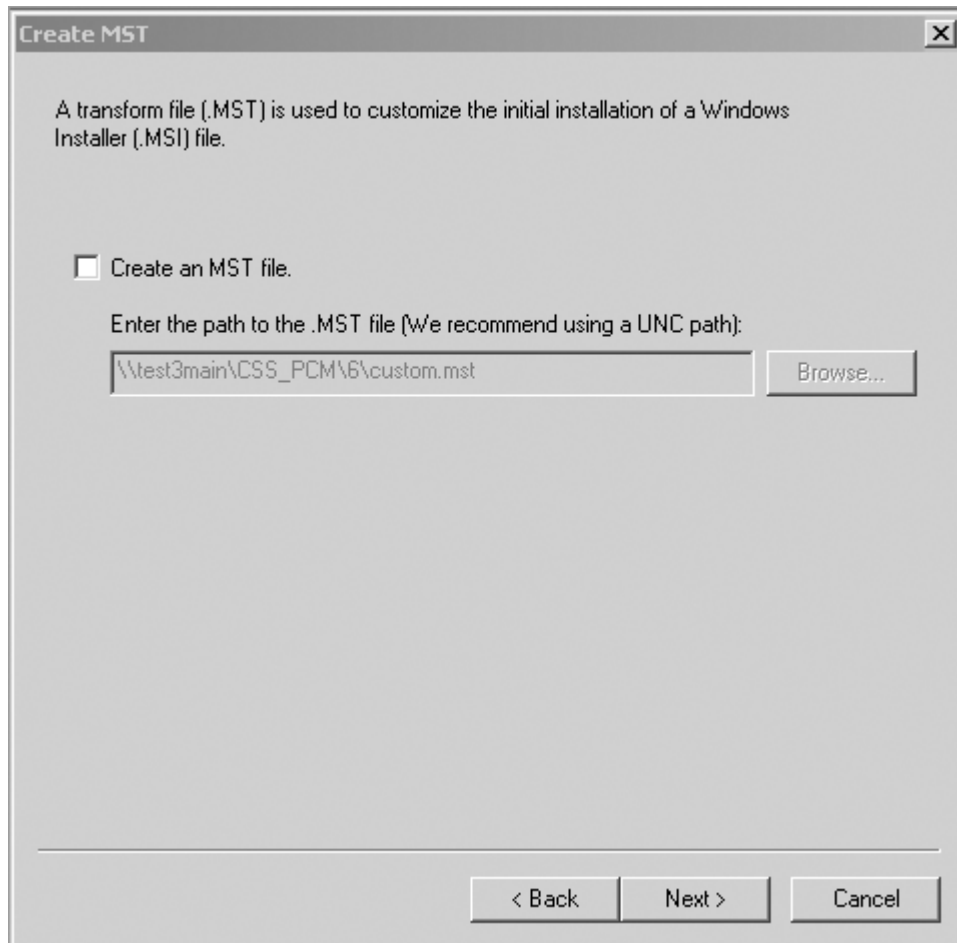 Create MST
A transform file (.MST) is used to customize the initial installation of a Windows
Installer (.MSI) file.
Create an MST file.
Enter the path to the .MST file (We recommend using a UNC path):
\\test3main\CSS_PCM\6\custom.mst
Browse...
< Back
Next >
Cancel